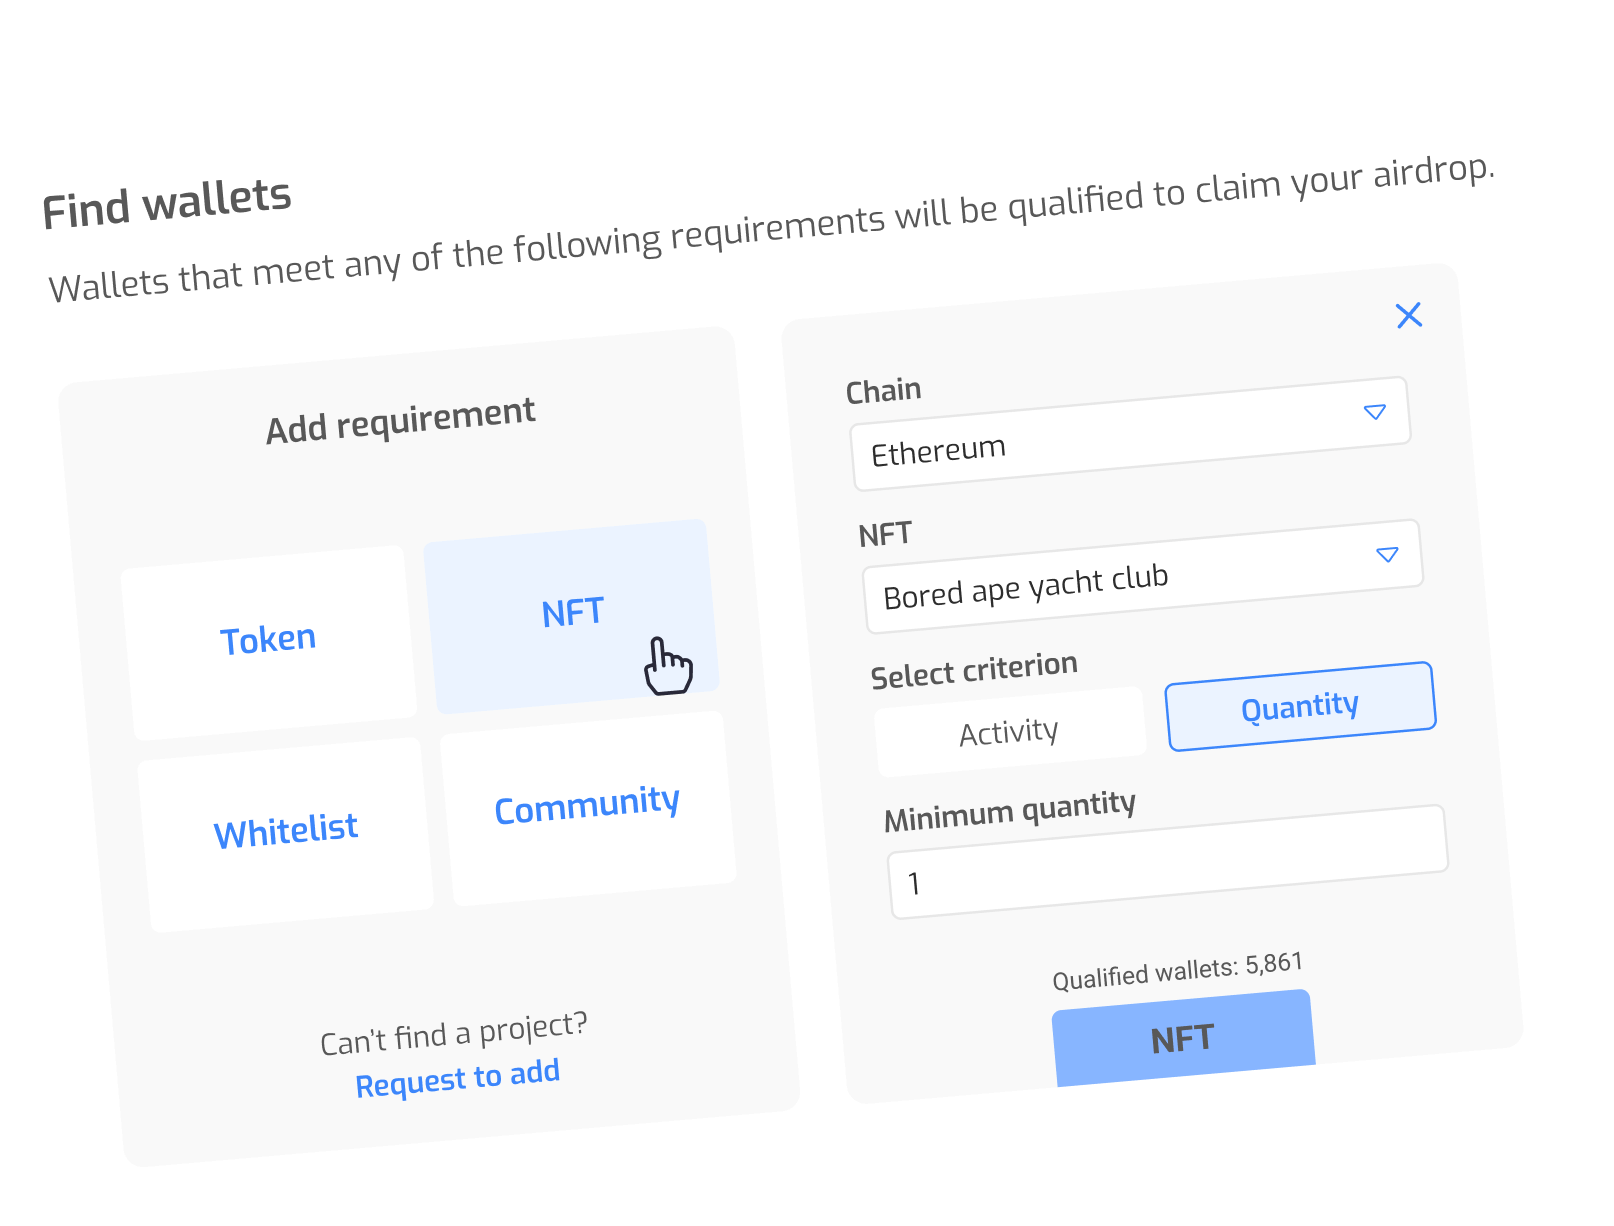 Find wallets
Wallets that meet any of the following requirements will be qualified to claim your airdrop.
Add requirement
Token
NFT
Whitelist
Community
Can't find a project?
Request to add
Chain
Ethereum
NFT
Bored ape yacht club
Select criterion
Activity
Quantity
Minimum quantity
1
Qualified wallets: 5,861
NFT